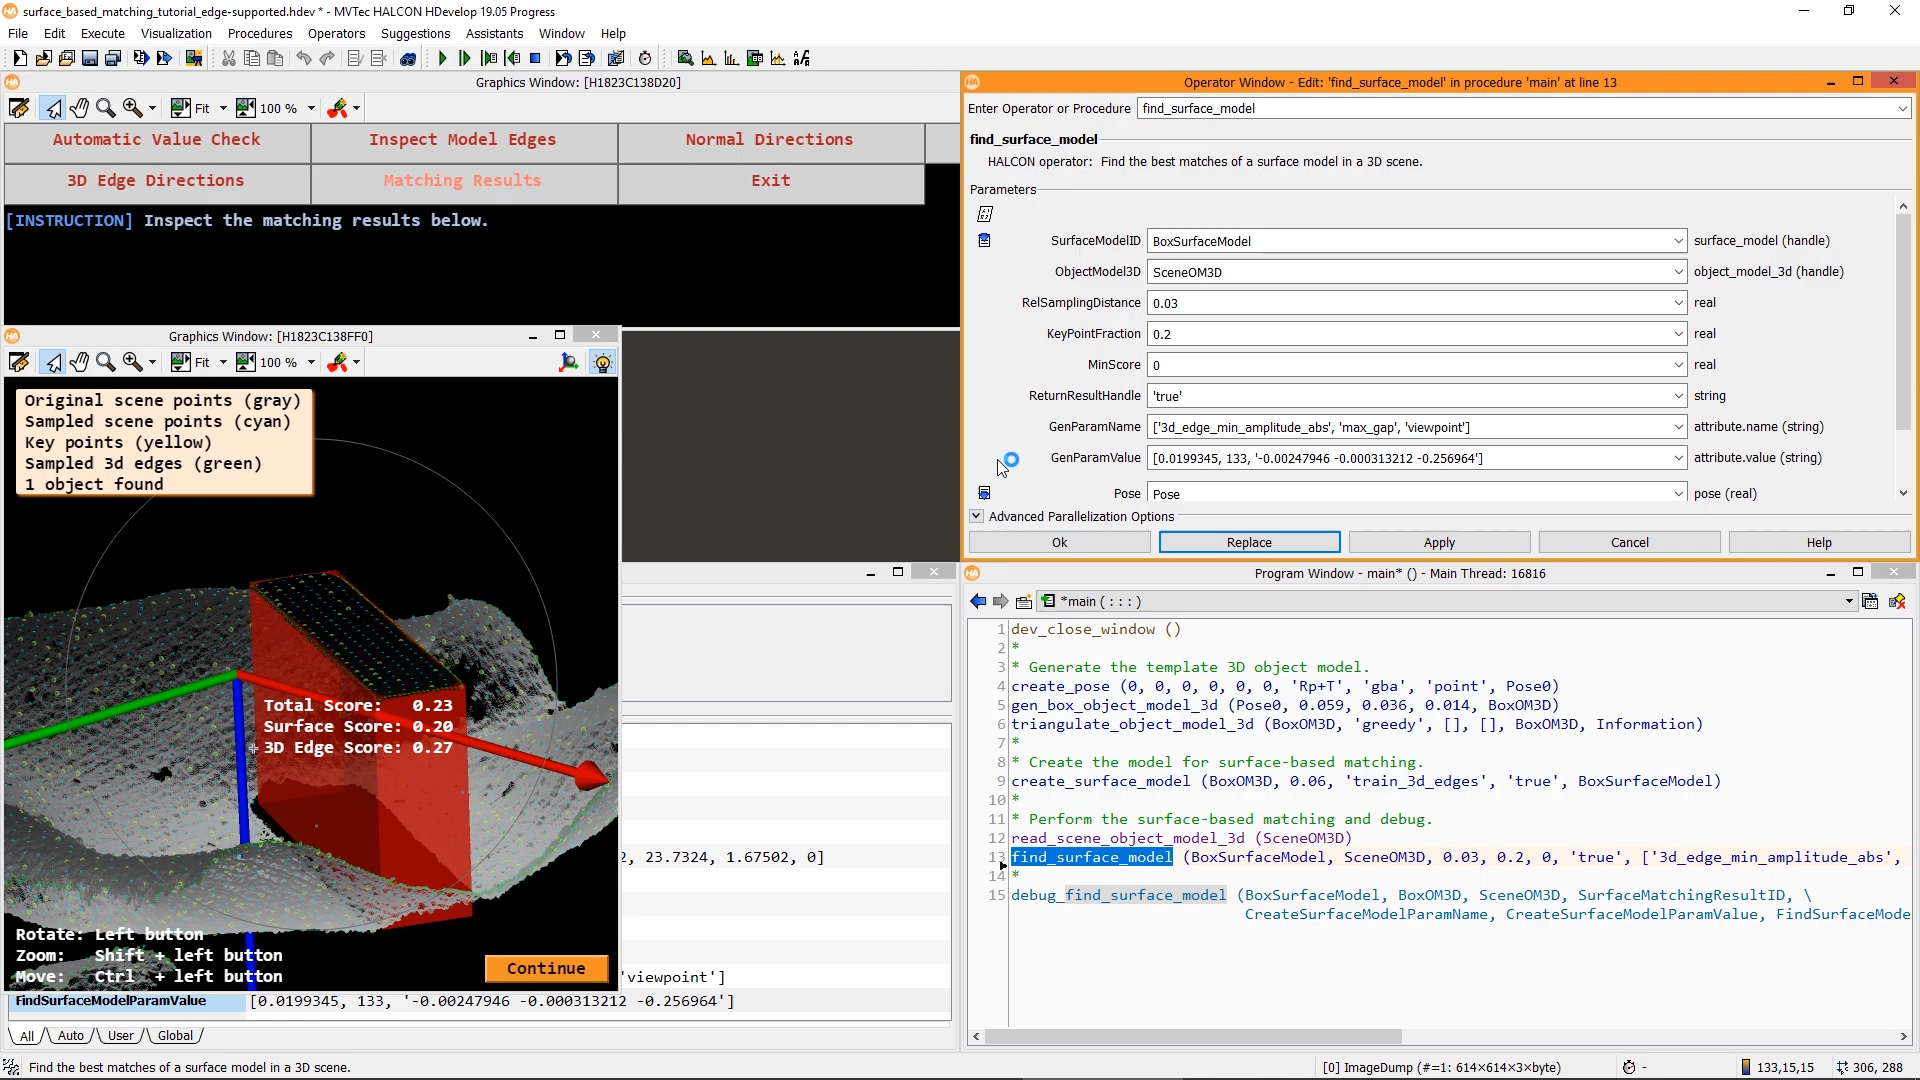 surface_based_matching_tutorial_edge-supported.hdev * - MVTec HALCON HDevelop 19.05 Progress
File Edit Execute Visualization Procedures Operators Suggestions Assistants Window Help
Graphics Window: [H1823C138D20]
Fit 100 %
Automatic Value Check Inspect Model Edges Normal Directions
3D Edge Directions Matching Results Exit
[INSTRUCTION] Inspect the matching results below.
Graphics Window: [H1823C138FF0]
Fit 100 %
Original scene points (gray)
Sampled scene points (cyan)
Key points (yellow)
Sampled 3d edges (green)
1 object found
Total Score: 0.23
Surface Score: 0.20
3D Edge Score: 0.27
Rotate: Left button
Zoom: Shift + left button
Move: Ctrl + left button
Continue
, 23.7324, 1.67502, 0]
'viewpoint']
FindSurfaceModelParamValue [0.0199345, 133, '-0.00247946 -0.000313212 -0.256964']
All Auto User Global
Operator Window - Edit: 'find_surface_model' in procedure 'main' at line 13
Enter Operator or Procedure find_surface_model
find_surface_model
HALCON operator: Find the best matches of a surface model in a 3D scene.
Parameters
SurfaceModelID BoxSurfaceModel surface_model (handle)
ObjectModel3D SceneOM3D object_model_3d (handle)
RelSamplingDistance 0.03 real
KeyPointFraction 0.2 real
MinScore 0 real
ReturnResultHandle 'true' string
GenParamName ['3d_edge_min_amplitude_abs', 'max_gap', 'viewpoint'] attribute.name (string)
GenParamValue [0.0199345, 133, '-0.00247946 -0.000313212 -0.256964'] attribute.value (string)
Pose Pose pose (real)
Advanced Parallelization Options
Ok Replace Apply Cancel Help
Program Window - main* () - Main Thread: 16816
*main ( : : : )
1 dev_close_window ()
2 *
3 * Generate the template 3D object model.
4 create_pose (0, 0, 0, 0, 0, 0, 'Rp+T', 'gba', 'point', Pose0)
5 gen_box_object_model_3d (Pose0, 0.059, 0.036, 0.014, BoxOM3D)
6 triangulate_object_model_3d (BoxOM3D, 'greedy', [], [], BoxOM3D, Information)
7 *
8 * Create the model for surface-based matching.
9 create_surface_model (BoxOM3D, 0.06, 'train_3d_edges', 'true', BoxSurfaceModel)
10 *
11 * Perform the surface-based matching and debug.
12 read_scene_object_model_3d (SceneOM3D)
13 find_surface_model (BoxSurfaceModel, SceneOM3D, 0.03, 0.2, 0, 'true', ['3d_edge_min_amplitude_abs',
14 *
15 debug_find_surface_model (BoxSurfaceModel, BoxOM3D, SceneOM3D, SurfaceMatchingResultID, \
CreateSurfaceModelParamName, CreateSurfaceModelParamValue, FindSurfaceMode
Find the best matches of a surface model in a 3D scene.
[0] ImageDump (#=1: 614×614×3×byte) - 133,15,15 306, 288